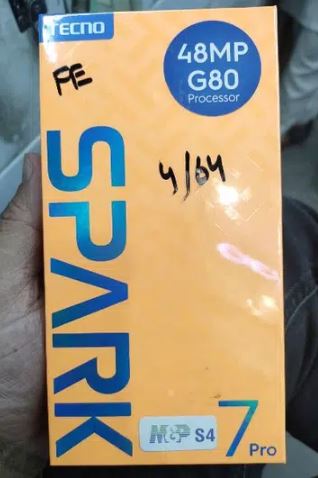 TECNO
48MP
G80
Processor
FE
4/64
SPARK
M&P S4
7 Pro